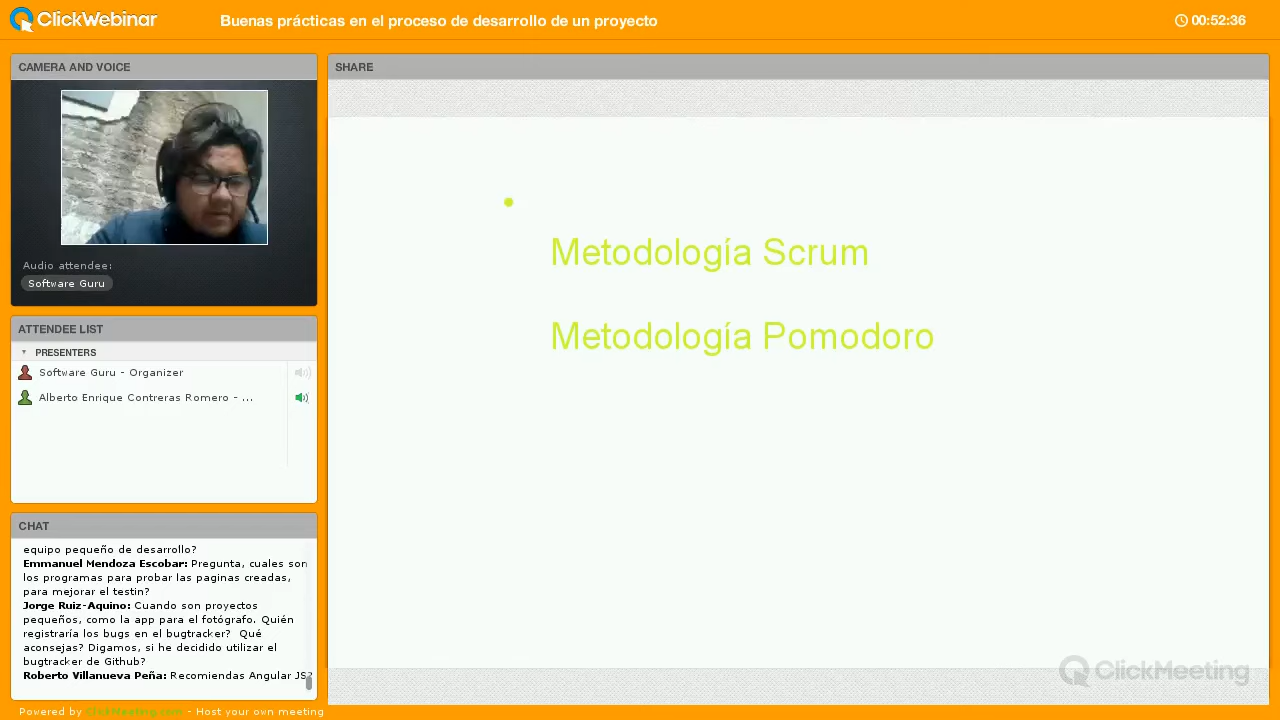 ClickWebinar
Buenas prácticas en el proceso de desarrollo de un proyecto
00:52:36
CAMERA AND VOICE
Audio attendee:
Software Guru
SHARE
Metodología Scrum
Metodología Pomodoro
ATTENDEE LIST
PRESENTERS
Software Guru - Organizer
Alberto Enrique Contreras Romero - ...
CHAT
equipo pequeño de desarrollo?
Emmanuel Mendoza Escobar: Pregunta, cuales son
los programas para probar las paginas creadas,
para mejorar el testin?
Jorge Ruiz-Aquino: Cuando son proyectos
pequeños, como la app para el fotógrafo. Quién
registraría los bugs en el bugtracker? Qué
aconsejas? Digamos, si he decidido utilizar el
bugtracker de Github?
Roberto Villanueva Peña: Recomiendas Angular JS?
ClickMeeting
Powered by ClickMeeting.com - Host your own meeting